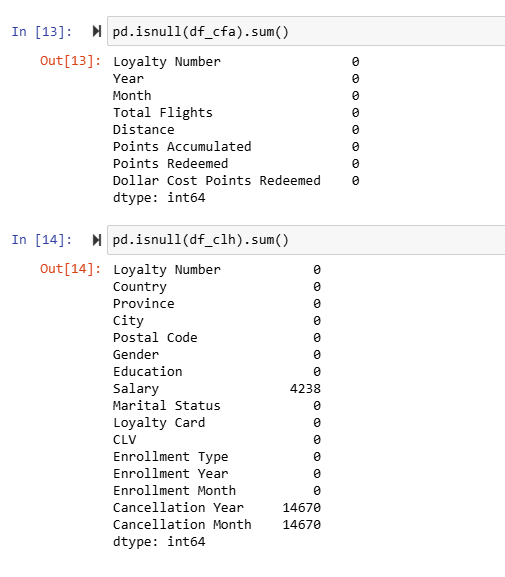 In [13]: pd.isnull(df_cfa).sum()
Out[13]: Loyalty Number 0
Year 0
Month 0
Total Flights 0
Distance 0
Points Accumulated 0
Points Redeemed 0
Dollar Cost Points Redeemed 0
dtype: int64
In [14]: pd.isnull(df_clh).sum()
Out[14]: Loyalty Number 0
Country 0
Province 0
City 0
Postal Code 0
Gender 0
Education 0
Salary 4238
Marital Status 0
Loyalty Card 0
CLV 0
Enrollment Type 0
Enrollment Year 0
Enrollment Month 0
Cancellation Year 14670
Cancellation Month 14670
dtype: int64